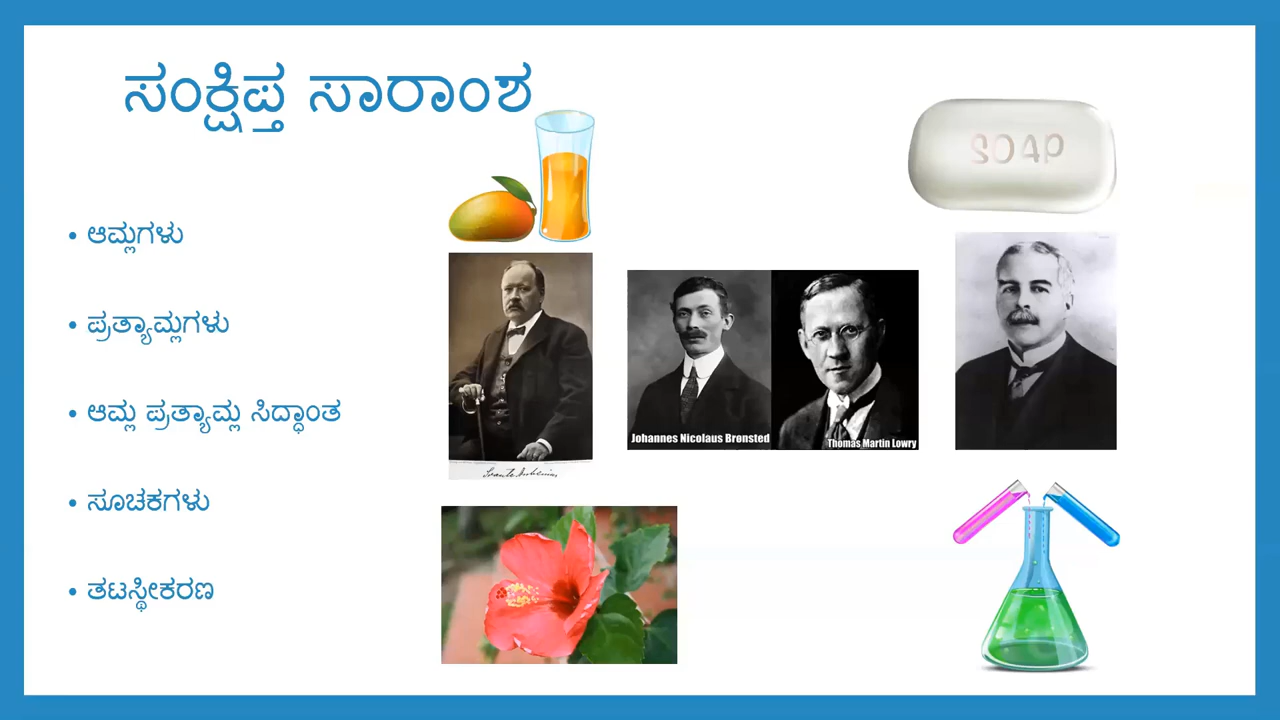 ಸಂಕ್ಷಿಪ್ತ ಸಾರಾಂಶ
SOAP
• ಆಮ್ಲಗಳು
• ಪ್ರತ್ಯಾಮ್ಲಗಳು
• ಆಮ್ಲ ಪ್ರತ್ಯಾಮ್ಲ ಸಿದ್ಧಾಂತ
Johannes Nicolaus Brønsted
Thomas Martin Lowry
• ಸೂಚಕಗಳು
• ತಟಸ್ಥೀಕರಣ